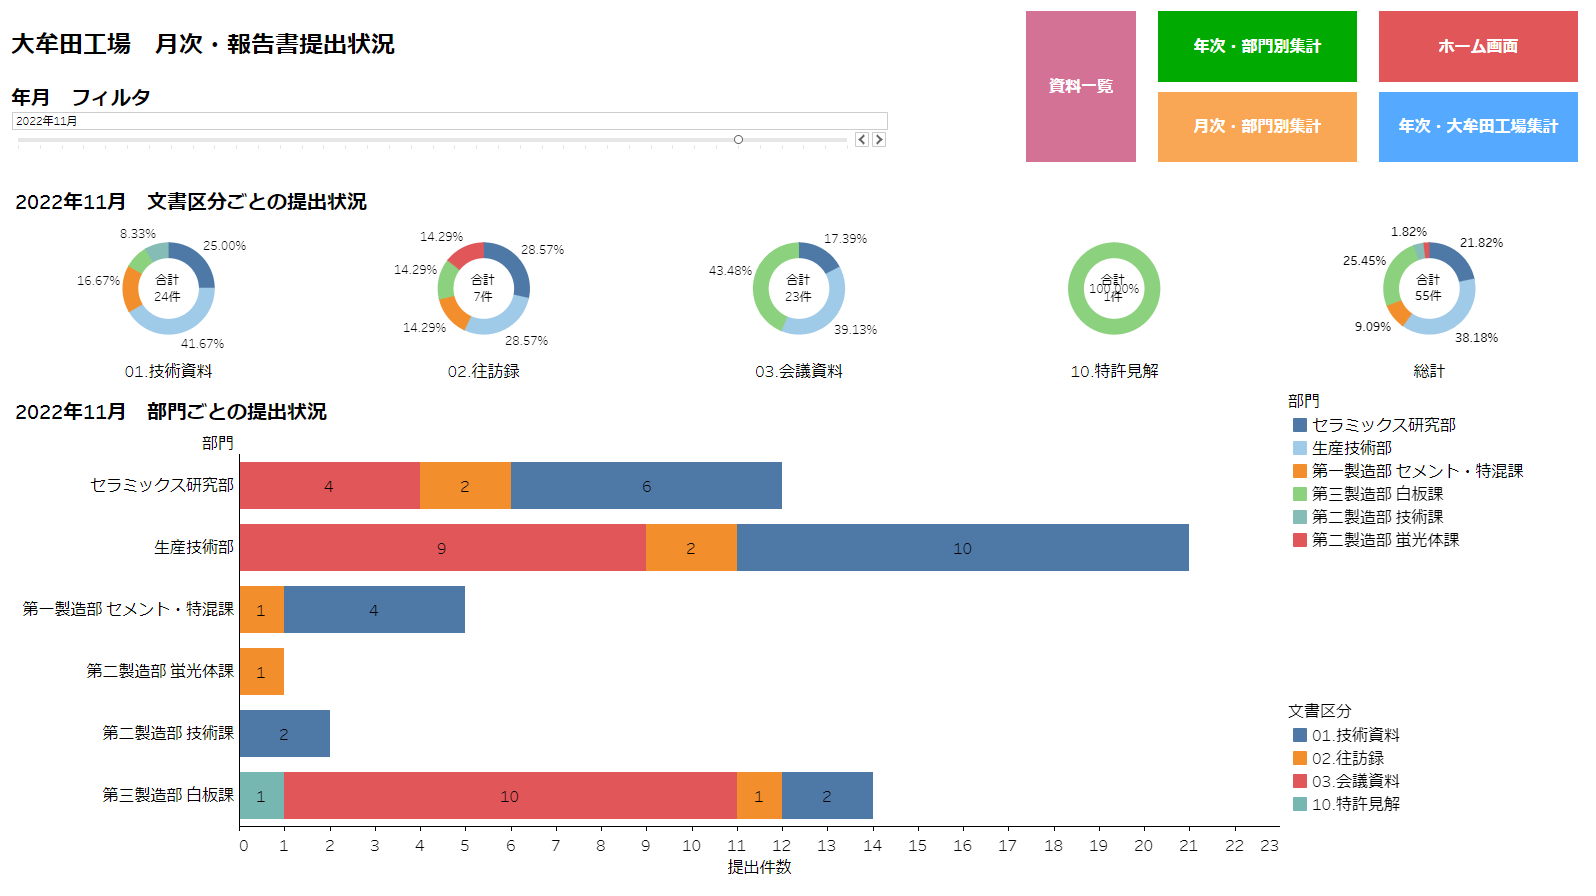 大牟田工場　月次・報告書提出状況
資料一覧
年次・部門別集計
ホーム画面
月次・部門別集計
年次・大牟田工場集計
年月　フィルタ
2022年11月
2022年11月　文書区分ごとの提出状況
8.33%
25.00%
16.67%
41.67%
合計
24件
01.技術資料
14.29%
28.57%
14.29%
14.29%
28.57%
合計
7件
02.往訪録
17.39%
43.48%
39.13%
合計
23件
03.会議資料
合計
100.00%
1件
10.特許見解
1.82%
21.82%
25.45%
9.09%
38.18%
合計
55件
総計
2022年11月　部門ごとの提出状況
部門
セラミックス研究部
4 2 6
生産技術部
9 2 10
第一製造部 セメント・特混課
1 4
第二製造部 蛍光体課
1
第二製造部 技術課
2
第三製造部 白板課
1 10 1 2
0 1 2 3 4 5 6 7 8 9 10 11 12 13 14 15 16 17 18 19 20 21 22 23
提出件数
部門
セラミックス研究部
生産技術部
第一製造部 セメント・特混課
第三製造部 白板課
第二製造部 技術課
第二製造部 蛍光体課
文書区分
01.技術資料
02.往訪録
03.会議資料
10.特許見解